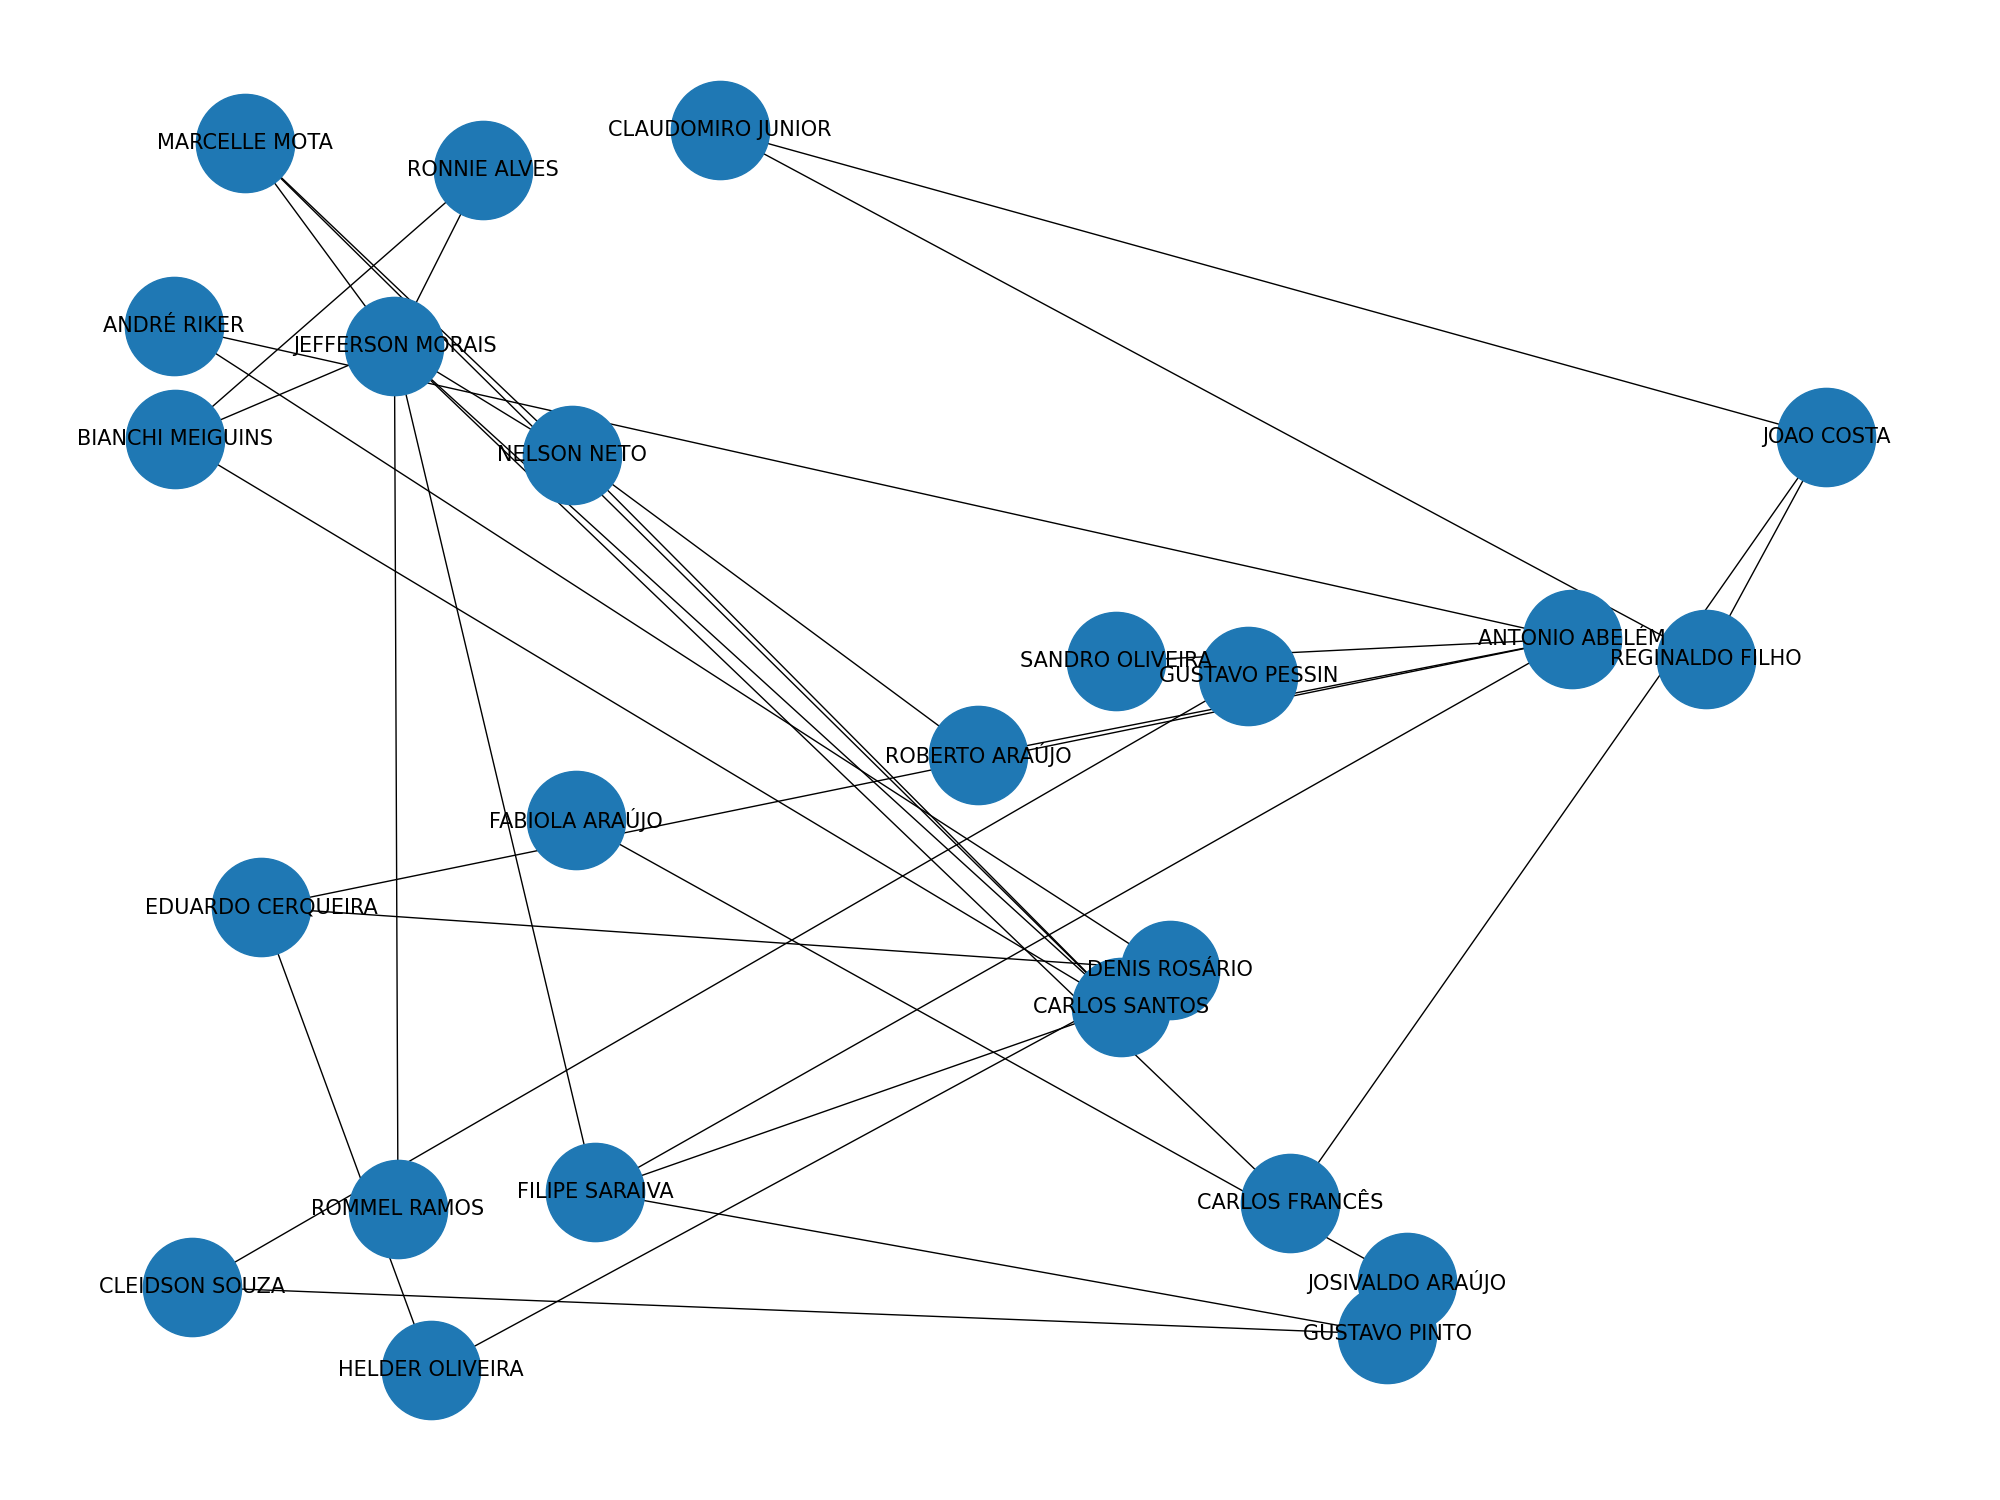 CLAUDOMIRO JUNIOR
MARCELLE MOTA
RONNIE ALVES
ANDRÉ RIKER
JEFFERSON MORAIS
BIANCHI MEIGUINS
JOAO COSTA
NELSON NETO
ANTONIO ABELÉM
REGINALDO FILHO
SANDRO OLIVEIRA
GUSTAVO PESSIN
ROBERTO ARAÚJO
FABIOLA ARAÚJO
EDUARDO CERQUEIRA
DENIS ROSÁRIO
CARLOS SANTOS
FILIPE SARAIVA
CARLOS FRANCÊS
ROMMEL RAMOS
JOSIVALDO ARAÚJO
CLEIDSON SOUZA
GUSTAVO PINTO
HELDER OLIVEIRA